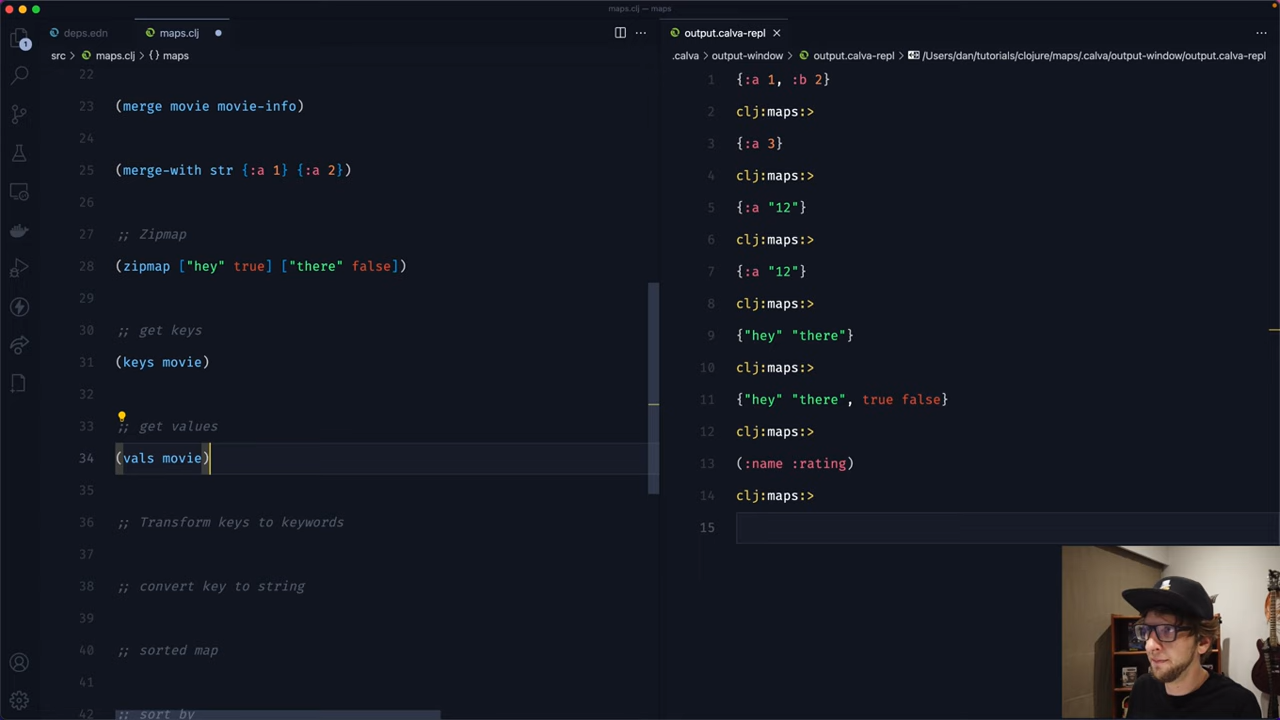 maps.clj — maps
deps.edn
maps.clj
output.calva-repl
src > maps.clj > {} maps
.calva > output-window > output.calva-repl > /Users/dan/tutorials/clojure/maps/.calva/output-window/output.calva-repl
1
22
23 (merge movie movie-info)
24
25 (merge-with str {:a 1} {:a 2})
26
27 ;; Zipmap
28 (zipmap ["hey" true] ["there" false])
29
30 ;; get keys
31 (keys movie)
32
33 ;; get values
34 (vals movie)
35
36 ;; Transform keys to keywords
37
38 ;; convert key to string
39
40 ;; sorted map
41
42 ;; sort by
1 {:a 1, :b 2}
2 clj:maps:>
3 {:a 3}
4 clj:maps:>
5 {:a "12"}
6 clj:maps:>
7 {:a "12"}
8 clj:maps:>
9 {"hey" "there"}
10 clj:maps:>
11 {"hey" "there", true false}
12 clj:maps:>
13 (:name :rating)
14 clj:maps:>
15